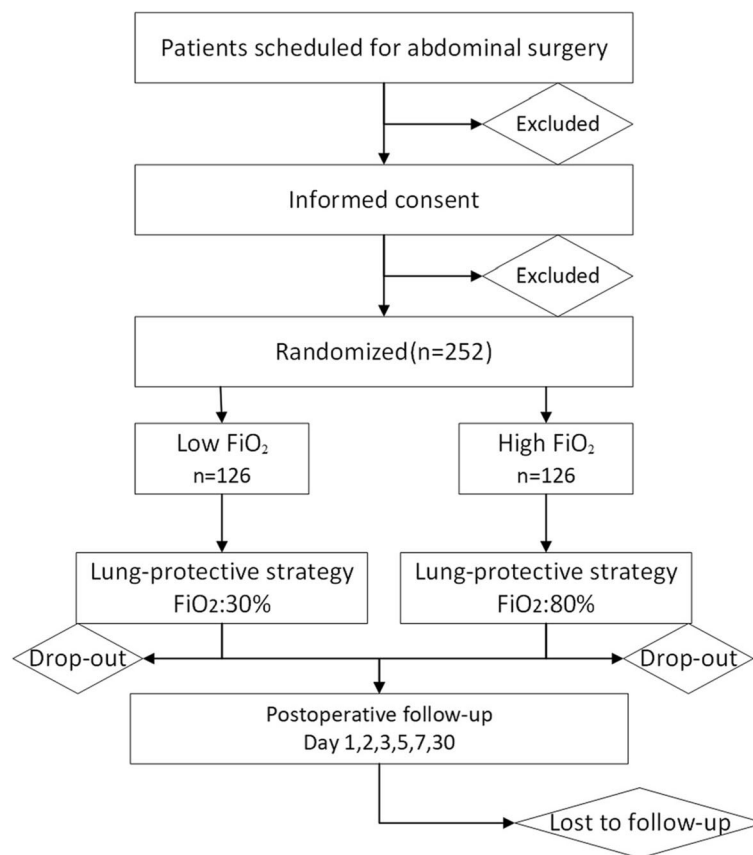 Patients scheduled for abdominal surgery
Excluded
Informed consent
Excluded
Randomized(n=252)
Low FiO₂
n=126
High FiO₂
n=126
Lung-protective strategy
FiO2:30%
Lung-protective strategy
FiO2:80%
Drop-out
Drop-out
Postoperative follow-up
Day 1,2,3,5,7,30
Lost to follow-up